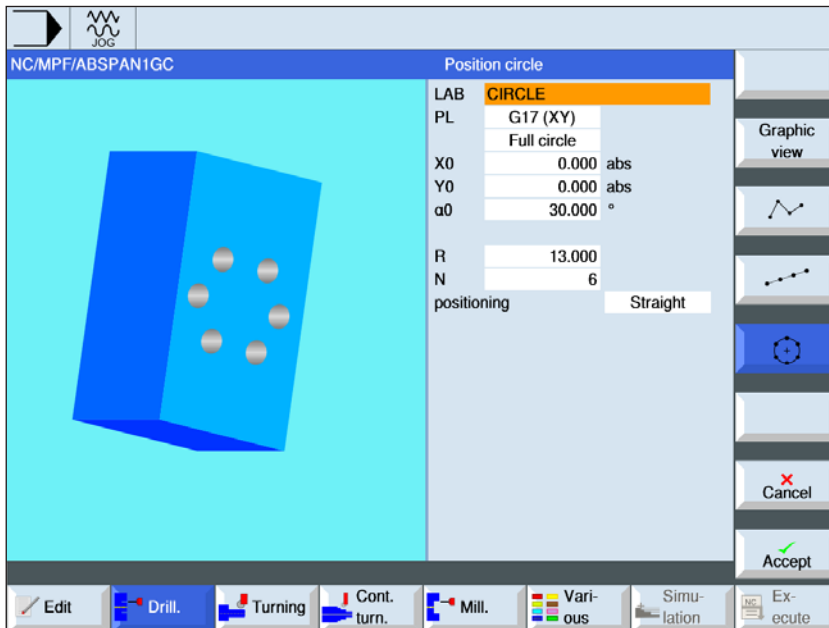 JOG
NC/MPF/ABSPAN1GC
Position circle
LAB CIRCLE
PL G17 (XY)
Full circle
X0 0.000 abs
Y0 0.000 abs
α0 30.000 °
R 13.000
N 6
positioning Straight
Graphic
view
Cancel
Accept
Edit
Drill.
Turning
Cont.
turn.
Mill.
Vari-
ous
Simu-
lation
NC
Ex-
ecute